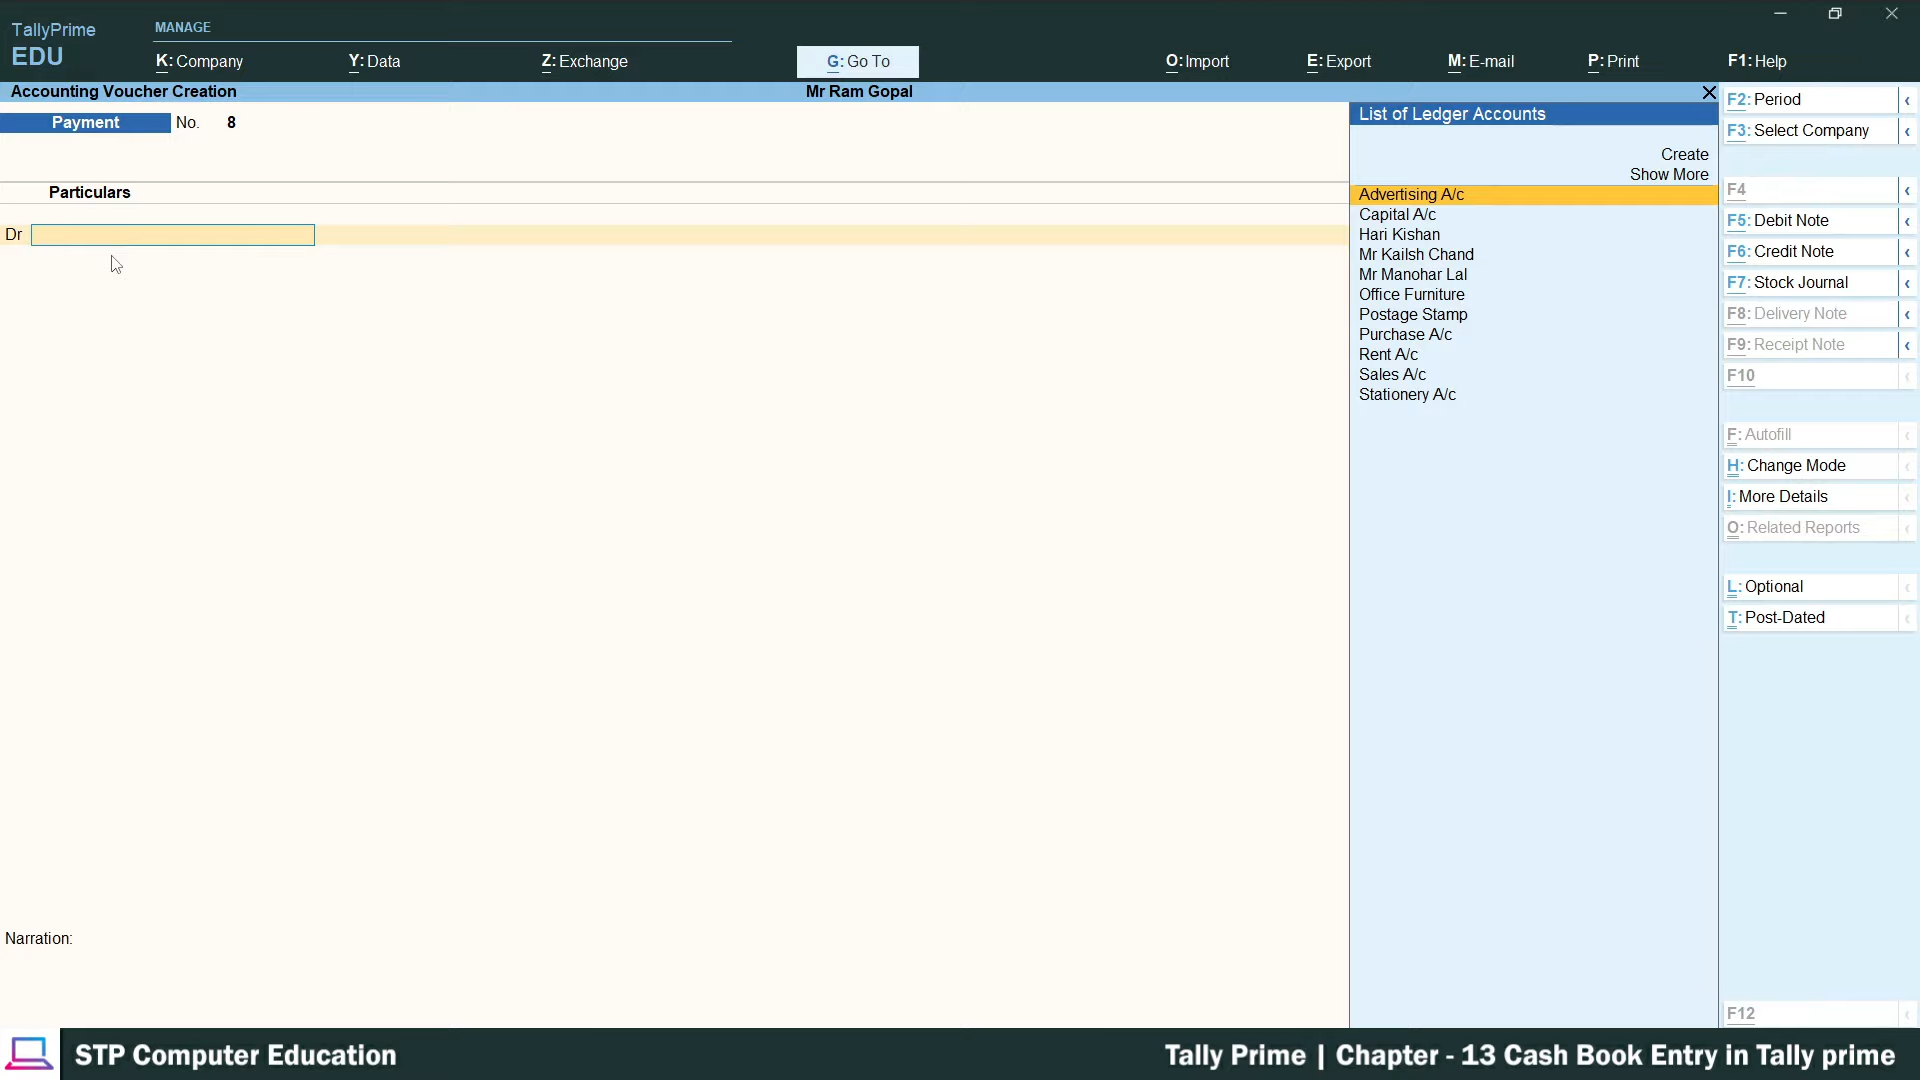 TallyPrime
EDU
MANAGE
K: Company
Y: Data
Z: Exchange
G: Go To
O: Import
E: Export
M: E-mail
P: Print
F1: Help
Accounting Voucher Creation
Mr Ram Gopal
Payment No. 8
Particulars
Dr
Narration:
List of Ledger Accounts
Create
Show More
Advertising A/c
Capital A/c
Hari Kishan
Mr Kailsh Chand
Mr Manohar Lal
Office Furniture
Postage Stamp
Purchase A/c
Rent A/c
Sales A/c
Stationery A/c
F2: Period
F3: Select Company
F4
F5: Debit Note
F6: Credit Note
F7: Stock Journal
F8: Delivery Note
F9: Receipt Note
F10
F: Autofill
H: Change Mode
I: More Details
O: Related Reports
L: Optional
T: Post-Dated
F12
STP Computer Education
Tally Prime | Chapter - 13 Cash Book Entry in Tally prime